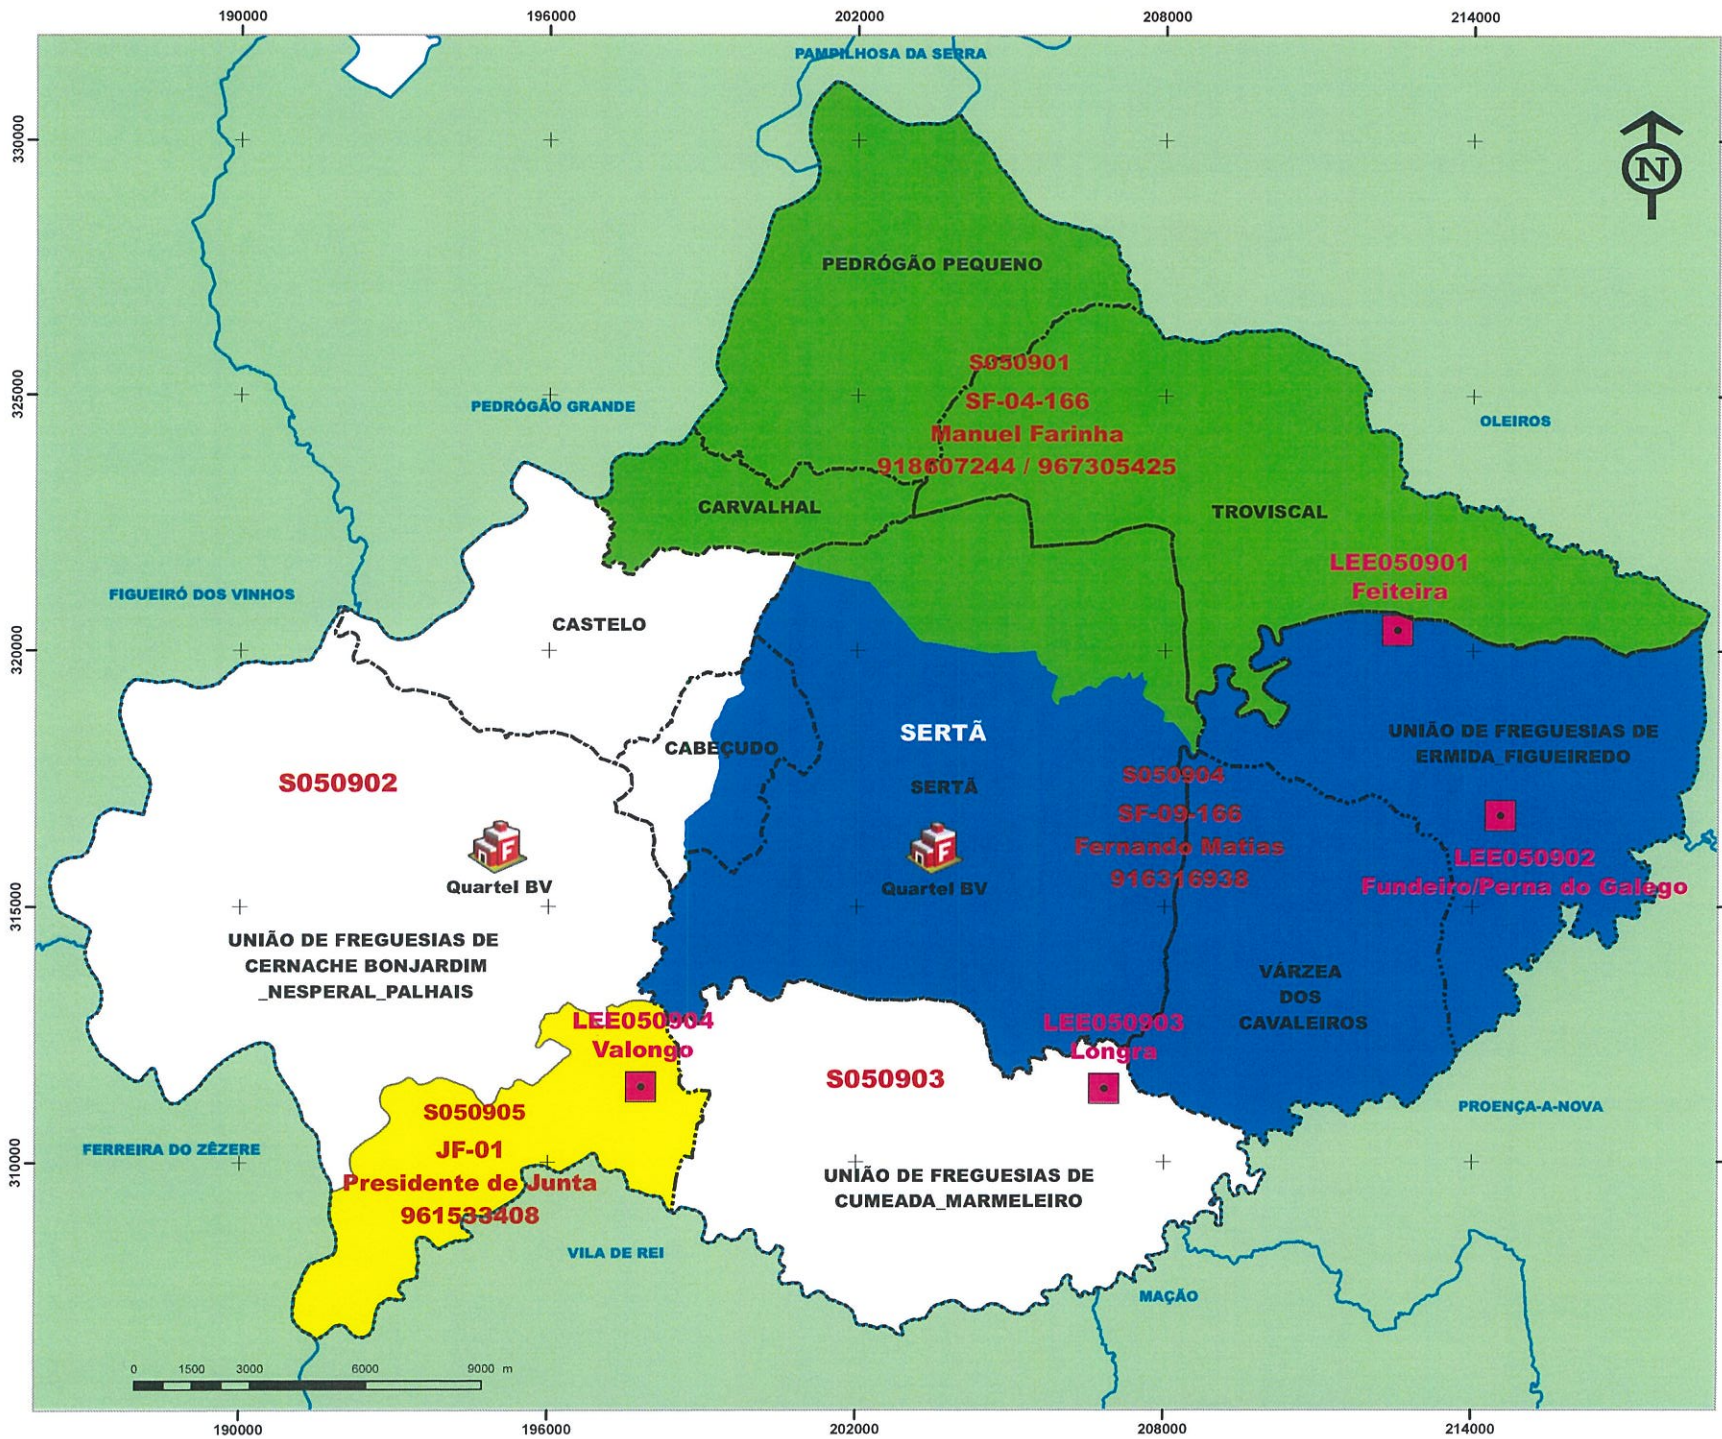 190000
196000
202000
208000
214000
PAMPILHOSA DA SERRA
330000
N
PEDRÓGÃO PEQUENO
S050901
SF-04-166
Manuel Farinha
918607244 / 967305425
325000
PEDRÓGÃO GRANDE
OLEIROS
CARVALHAL
TROVISCAL
LEE050901
Feiteira
FIGUEIRÓ DOS VINHOS
CASTELO
320000
SERTÃ
UNIÃO DE FREGUESIAS DE
ERMIDA_FIGUEIREDO
CABEÇUDO
S050902
SERTÃ
S050904
SF-09-166
Fernando Matias
916316938
F
Quartel BV
F
Quartel BV
LEE050902
Fundeiro/Perna do Galego
315000
UNIÃO DE FREGUESIAS DE
CERNACHE BONJARDIM
_NESPERAL_PALHAIS
VÁRZEA
DOS
CAVALEIROS
LEE050904
Valongo
LEE050903
Longra
S050903
S050905
JF-01
Presidente de Junta
961533408
PROENÇA-A-NOVA
FERREIRA DO ZÊZERE
310000
UNIÃO DE FREGUESIAS DE
CUMEADA_MARMELEIRO
VILA DE REI
MAÇÃO
0 1500 3000 6000 9000 m
190000
196000
202000
208000
214000